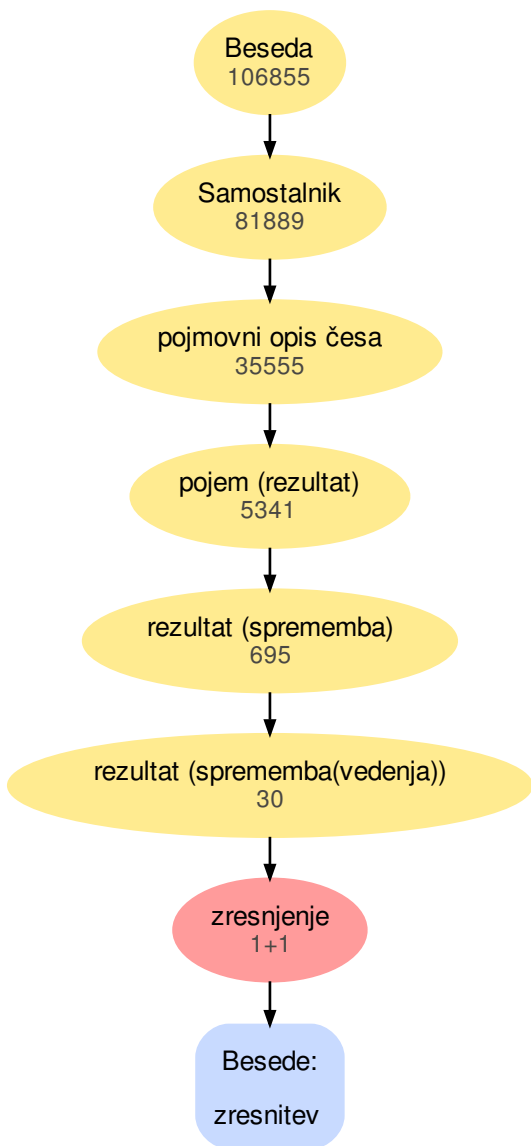 Beseda
106855
Samostalnik
81889
pojmovni opis česa
35555
pojem (rezultat)
5341
rezultat (sprememba)
695
rezultat (sprememba(vedenja))
30
zresnjenje
1+1
Besede:
zresnitev